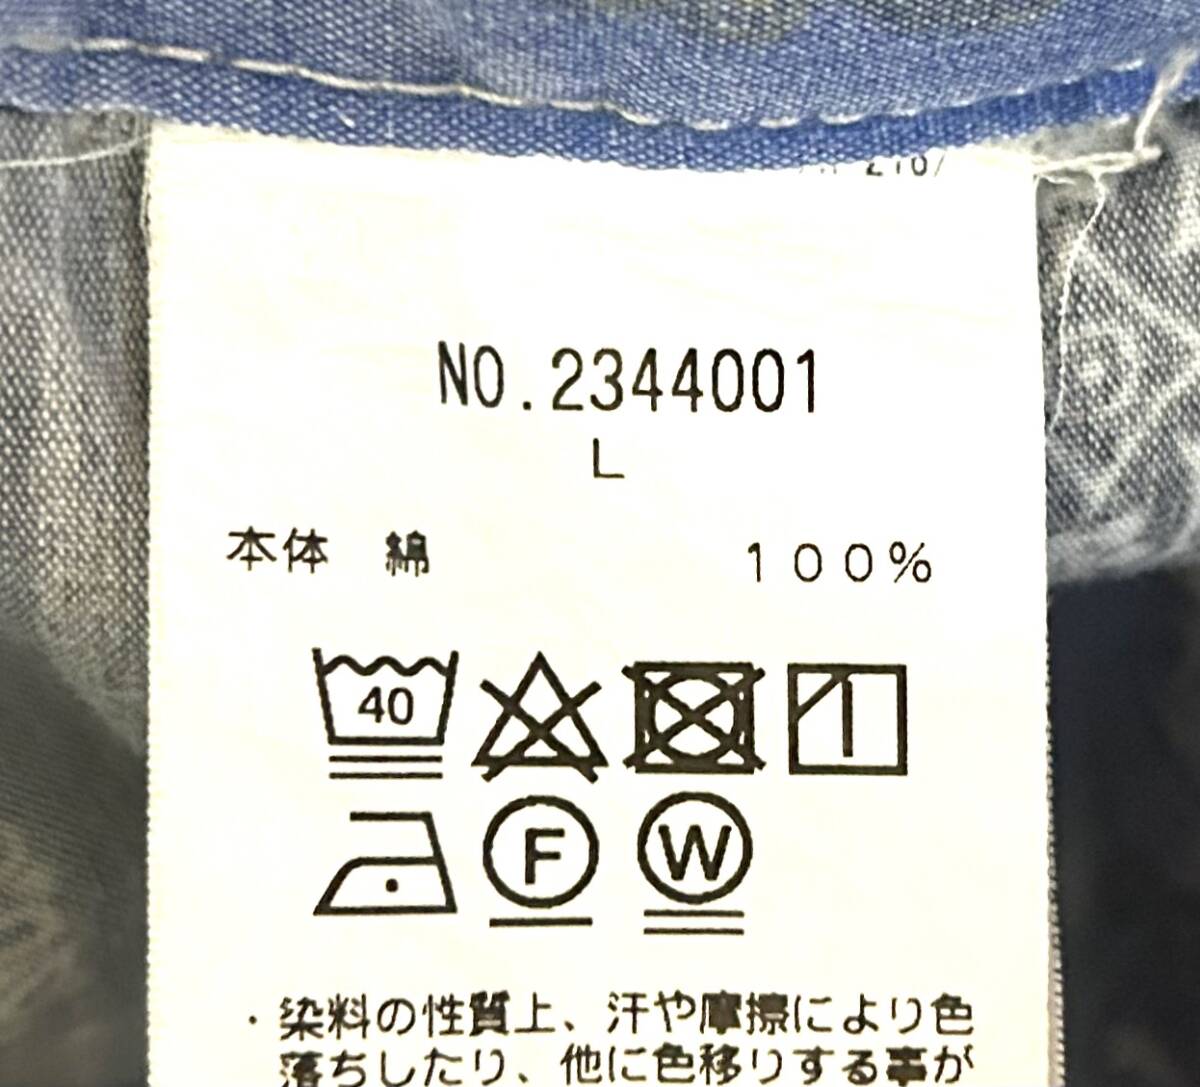 NO.2344001
L
本体 綿 100%
40
F W
・染料の性質上、汗や摩擦により色
落ちしたり、他に色移りする事が